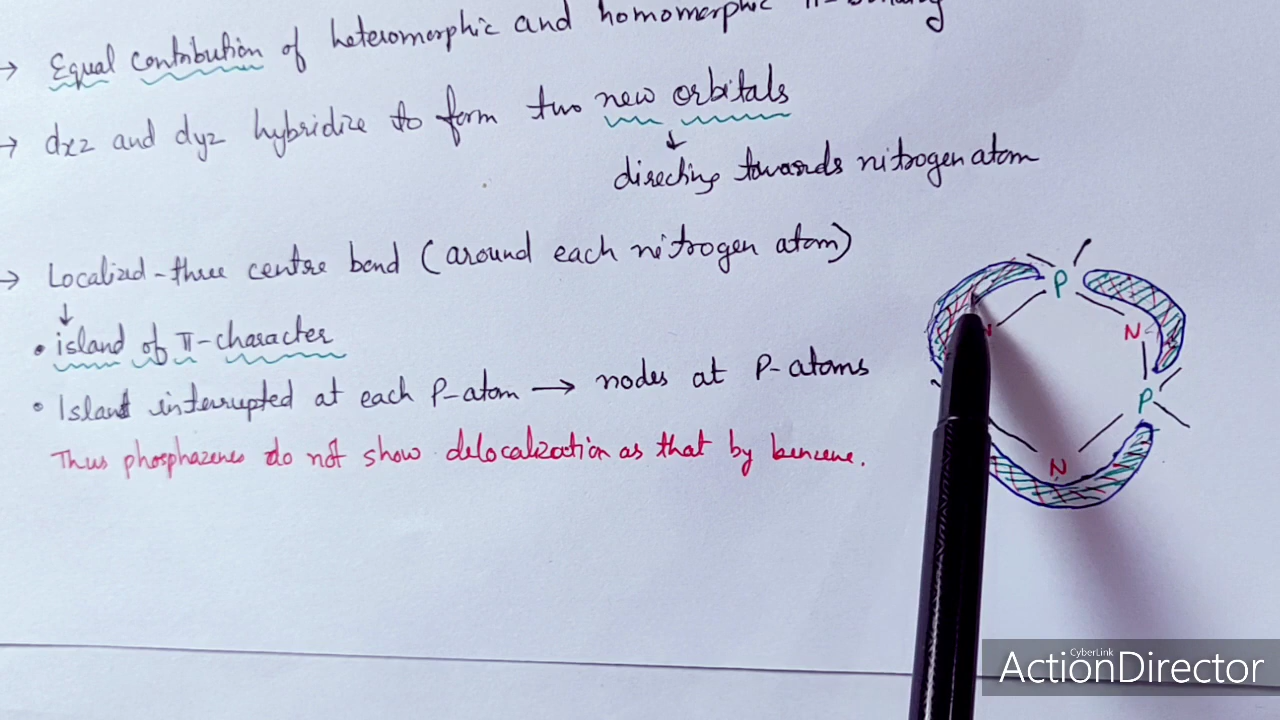 → Equal contribution of heteromorphic and homomorphic π-bonding
→ dxz and dyz hybridize to form two new orbitals
↓
directing towards nitrogen atom
→ Localized-three centre bond (around each nitrogen atom)
↓
• island of π-character
• Island interrupted at each P-atom → nodes at P-atoms
Thus phosphazenes do not show delocalization as that by benzene.
P
N N
P
N
CyberLink
ActionDirector